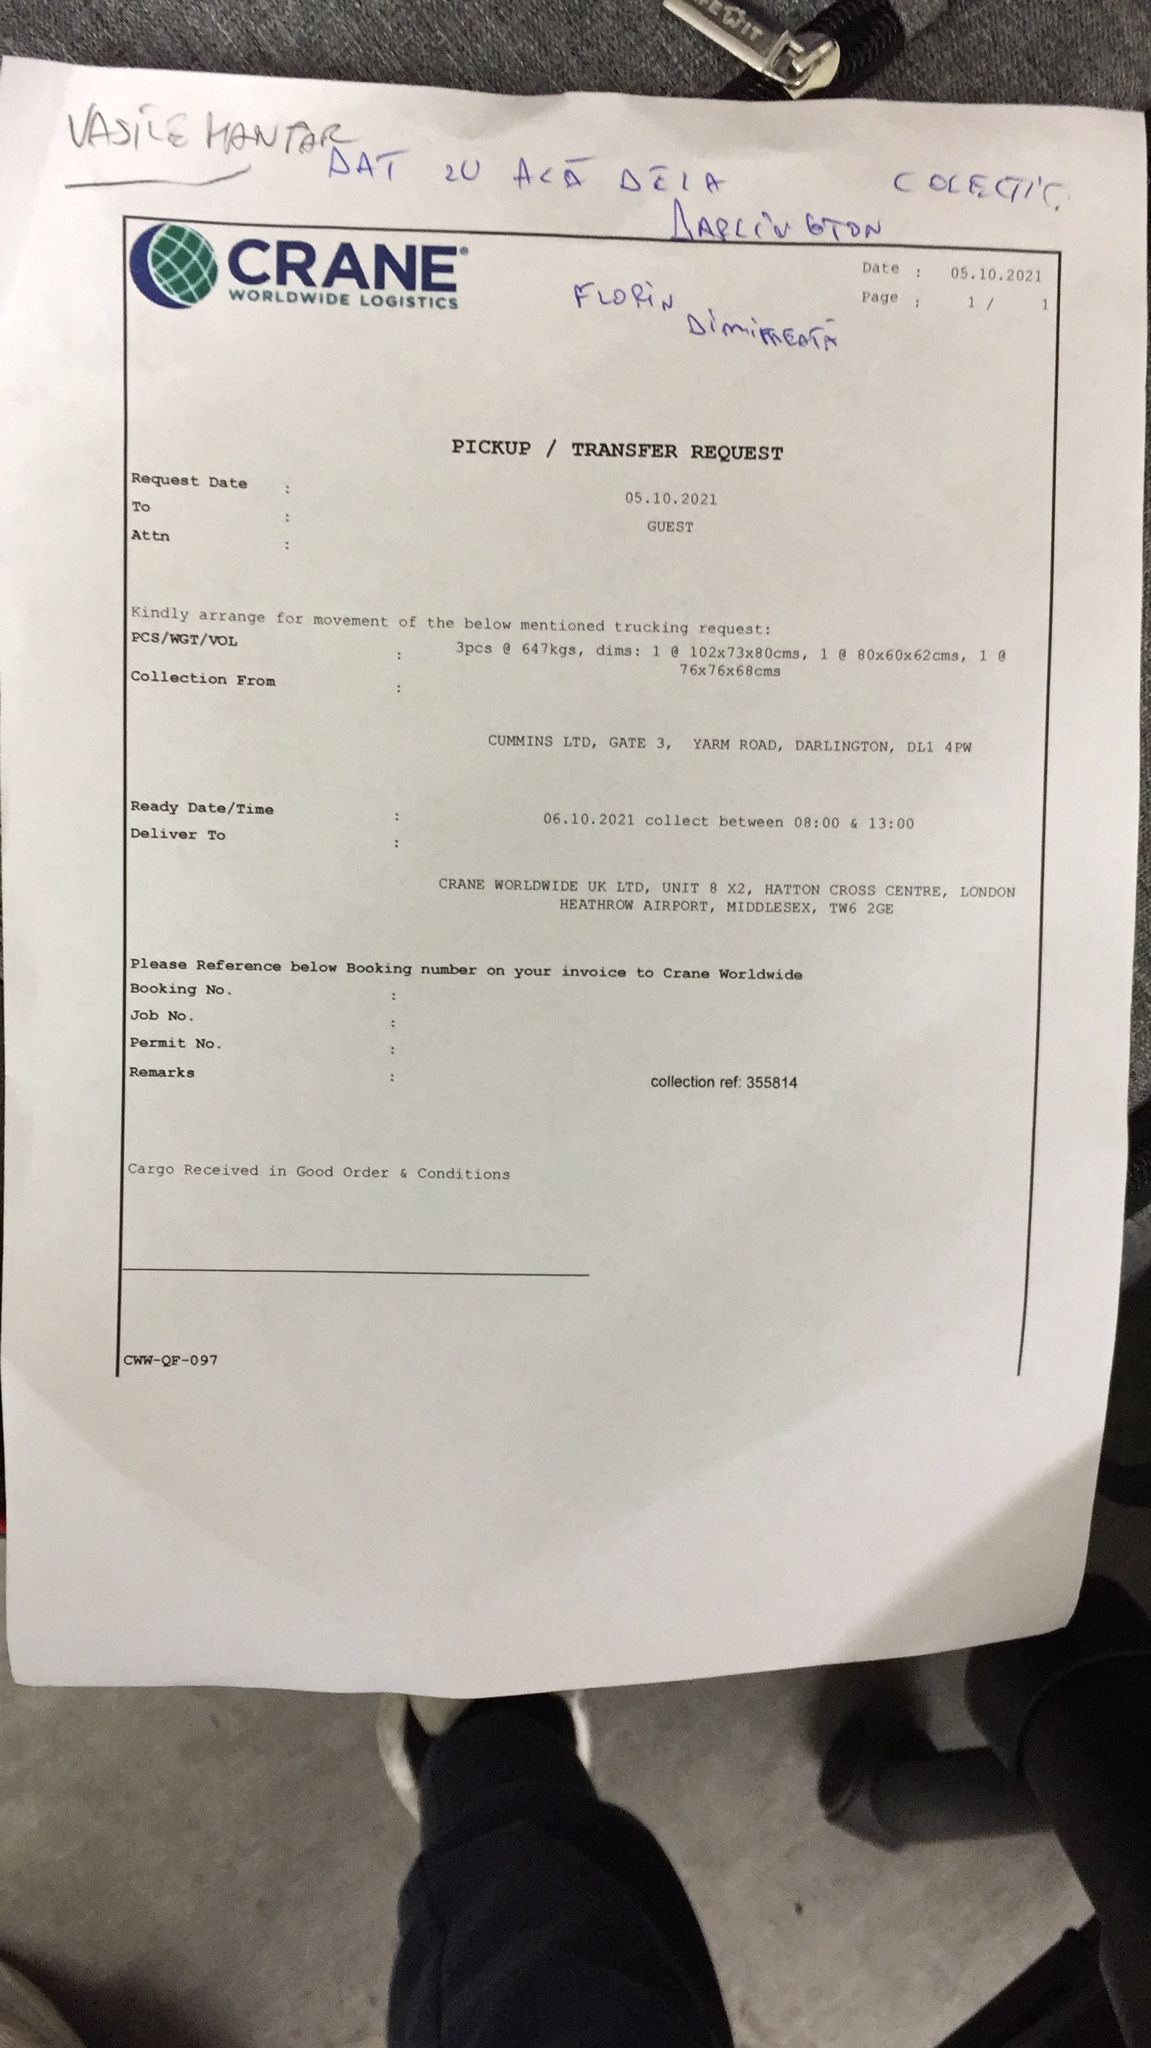 VASILE HANTAR
DAT 2U ACĂ DELA COLECTIC
DARLINGTON
CRANE®
WORLDWIDE LOGISTICS
Date : 05.10.2021
Page : 1 / 1
FLORIN
PICKUP / TRANSFER REQUEST
Request Date : 05.10.2021
To : GUEST
Attn :
Kindly arrange for movement of the below mentioned trucking request:
PCS/WGT/VOL : 3pcs @ 647kgs, dims: 1 @ 102x73x80cms, 1 @ 80x60x62cms, 1 @
76x76x68cms
Collection From :
CUMMINS LTD, GATE 3, YARM ROAD, DARLINGTON, DL1 4PW
Ready Date/Time : 06.10.2021 collect between 08:00 & 13:00
Deliver To :
CRANE WORLDWIDE UK LTD, UNIT 8 X2, HATTON CROSS CENTRE, LONDON
HEATHROW AIRPORT, MIDDLESEX, TW6 2GE
Please Reference below Booking number on your invoice to Crane Worldwide
Booking No. :
Job No. :
Permit No. :
Remarks : collection ref: 355814
Cargo Received in Good Order & Conditions
CWW-QF-097